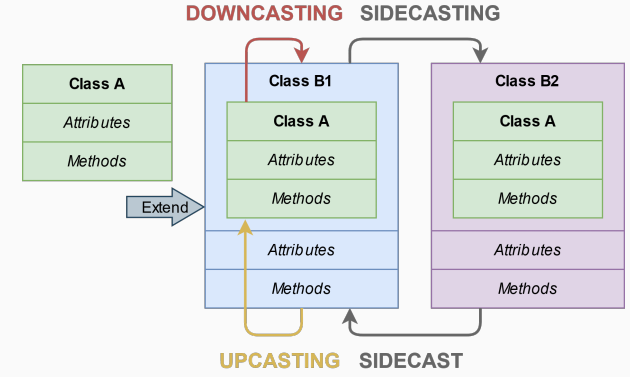 DOWNCASTING
SIDECASTING
Class A
Attributes
Methods
Extend
Class B1
Class A
Attributes
Methods
Attributes
Methods
Class B2
Class A
Attributes
Methods
Attributes
Methods
UPCASTING
SIDECAST